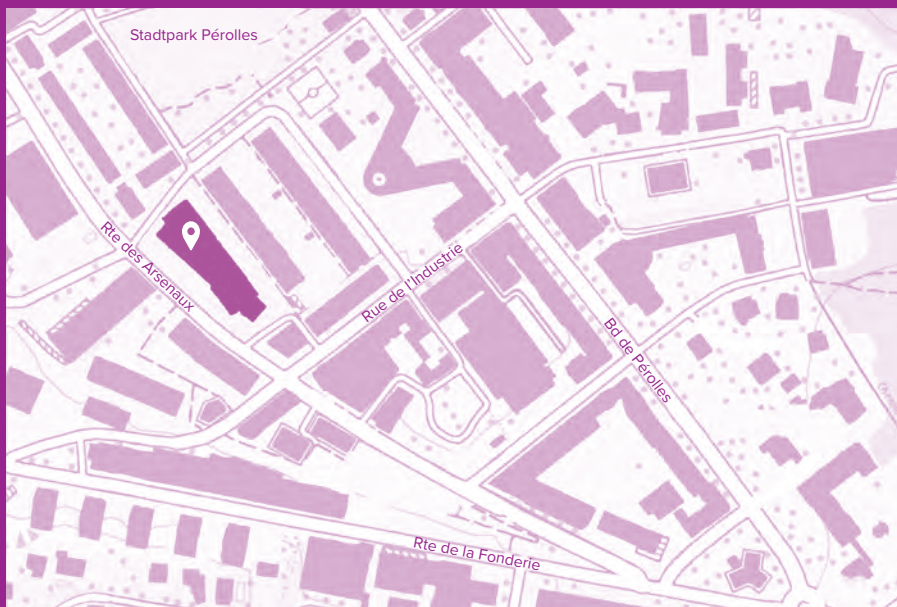 Stadtpark Pérolles
Rte des Arsenaux
Rue de l'Industrie
Bd de Pérolles
Rte de la Fonderie